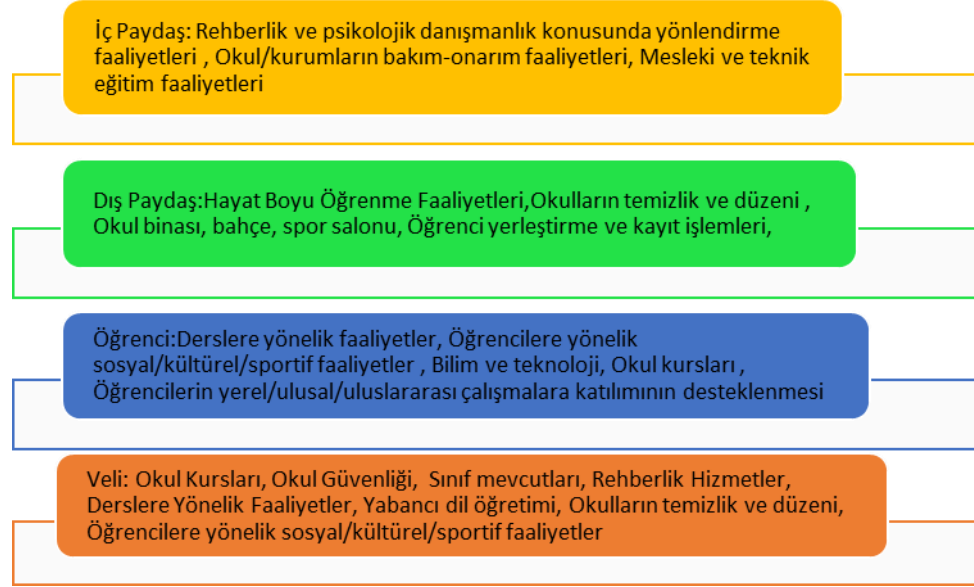 İç Paydaş: Rehberlik ve psikolojik danışmanlık konusunda yönlendirme
faaliyetleri , Okul/kurumların bakım-onarım faaliyetleri, Mesleki ve teknik
eğitim faaliyetleri
Dış Paydaş:Hayat Boyu Öğrenme Faaliyetleri,Okulların temizlik ve düzeni ,
Okul binası, bahçe, spor salonu, Öğrenci yerleştirme ve kayıt işlemleri,
Öğrenci:Derslere yönelik faaliyetler, Öğrencilere yönelik
sosyal/kültürel/sportif faaliyetler , Bilim ve teknoloji, Okul kursları ,
Öğrencilerin yerel/ulusal/uluslararası çalışmalara katılımının desteklenmesi
Veli: Okul Kursları, Okul Güvenliği, Sınıf mevcutları, Rehberlik Hizmetler,
Derslere Yönelik Faaliyetler, Yabancı dil öğretimi, Okulların temizlik ve düzeni,
Öğrencilere yönelik sosyal/kültürel/sportif faaliyetler